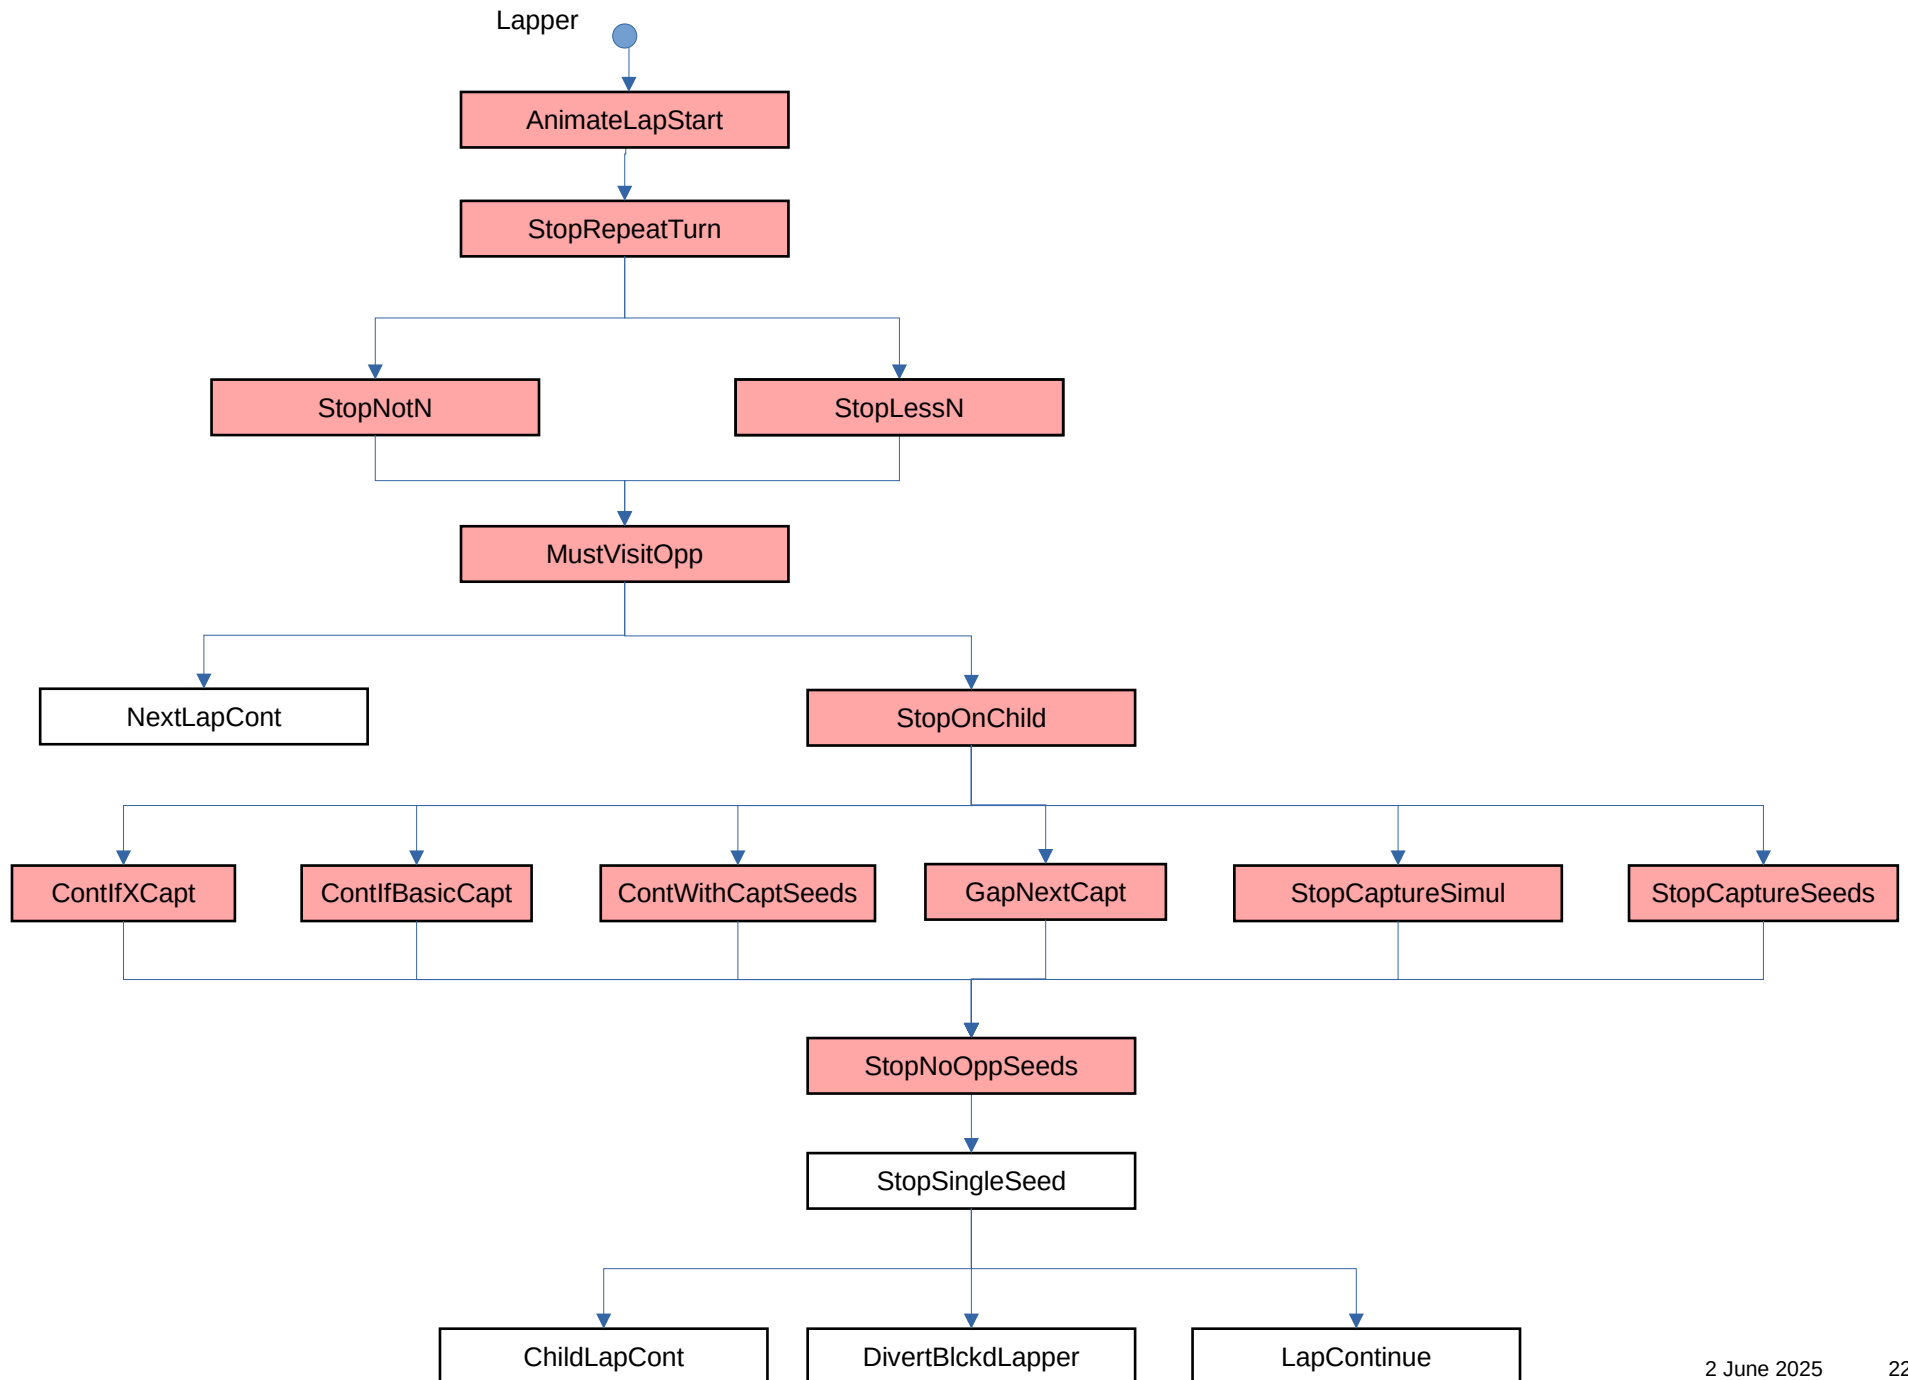 Lapper
AnimateLapStart
StopRepeatTurn
StopNotN
StopLessN
MustVisitOpp
NextLapCont
StopOnChild
ContIfXCapt
ContIfBasicCapt
ContWithCaptSeeds
GapNextCapt
StopCaptureSimul
StopCaptureSeeds
StopNoOppSeeds
StopSingleSeed
ChildLapCont
DivertBlckdLapper
LapContinue
2 June 2025
22